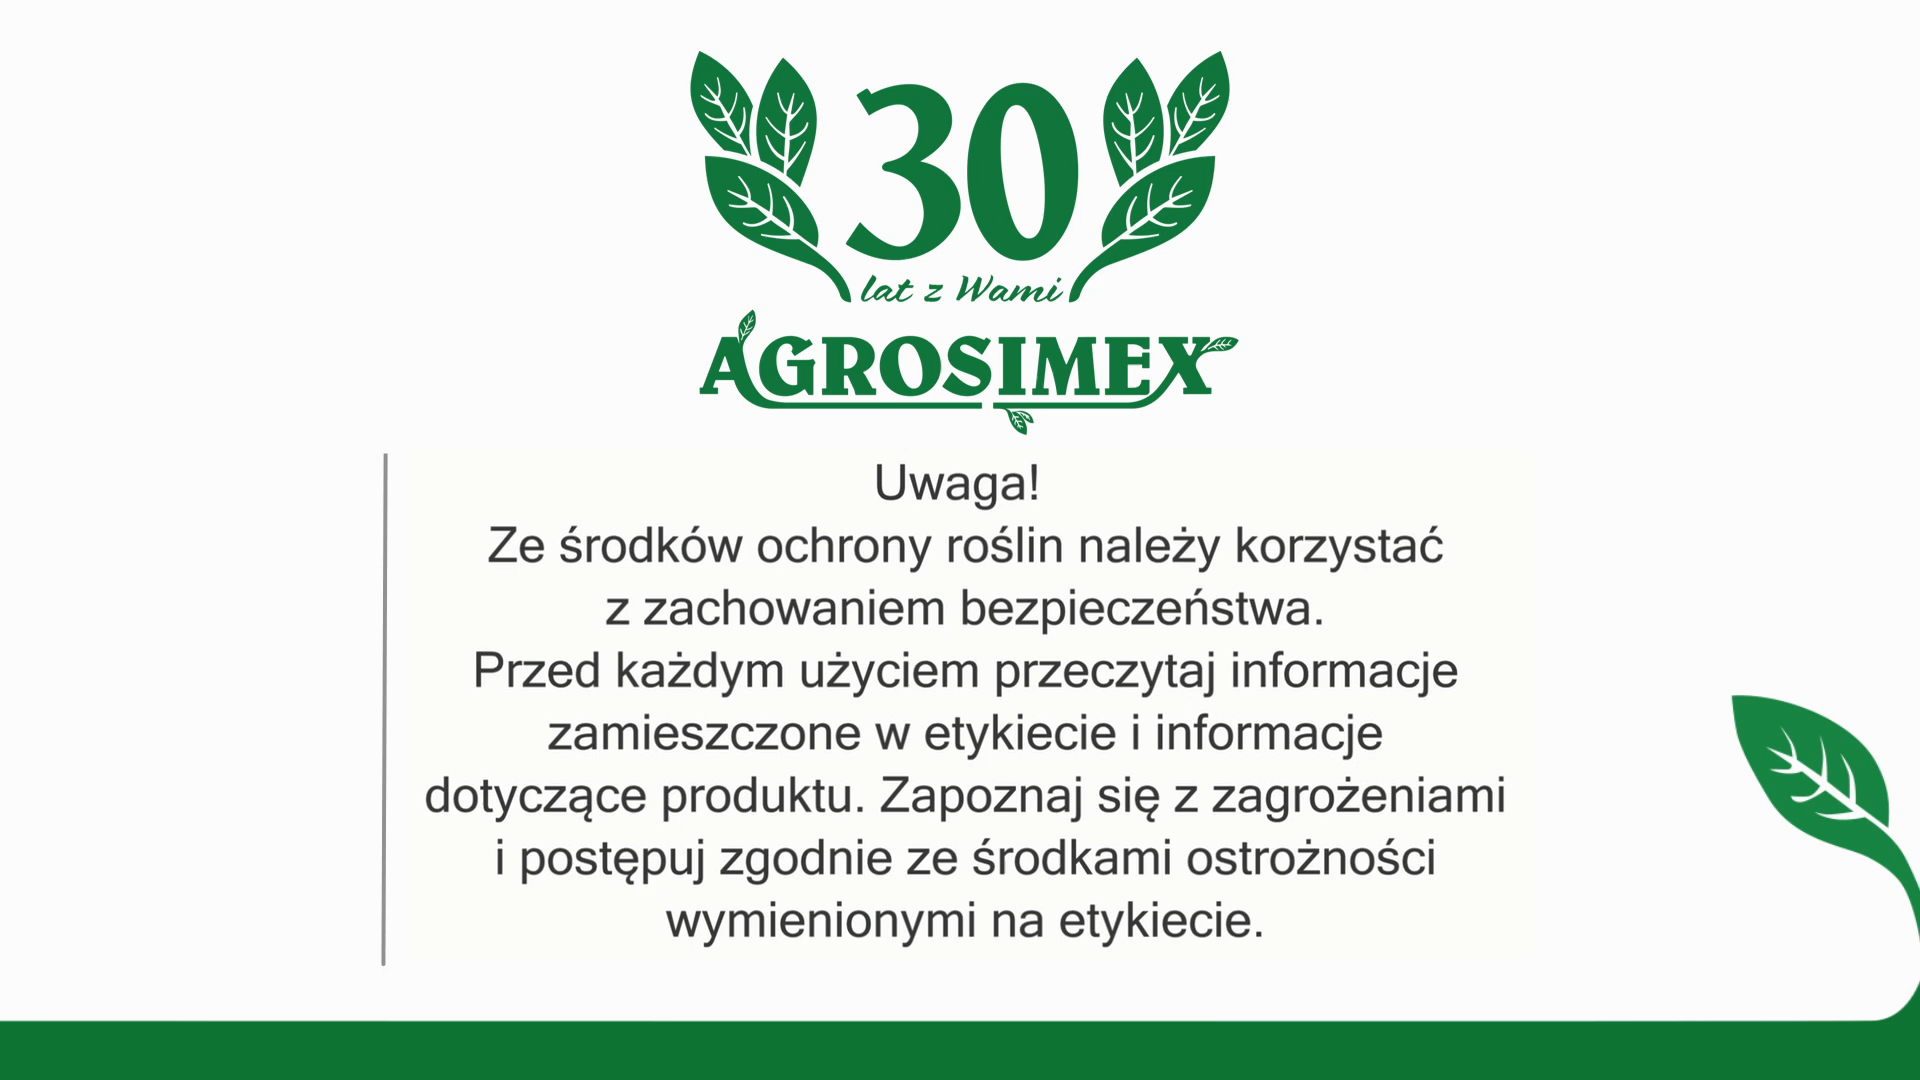 30
lat z Wami
AGROSIMEX
Uwaga!
Ze środków ochrony roślin należy korzystać
z zachowaniem bezpieczeństwa.
Przed każdym użyciem przeczytaj informacje
zamieszczone w etykiecie i informacje
dotyczące produktu. Zapoznaj się z zagrożeniami
i postępuj zgodnie ze środkami ostrożności
wymienionymi na etykiecie.